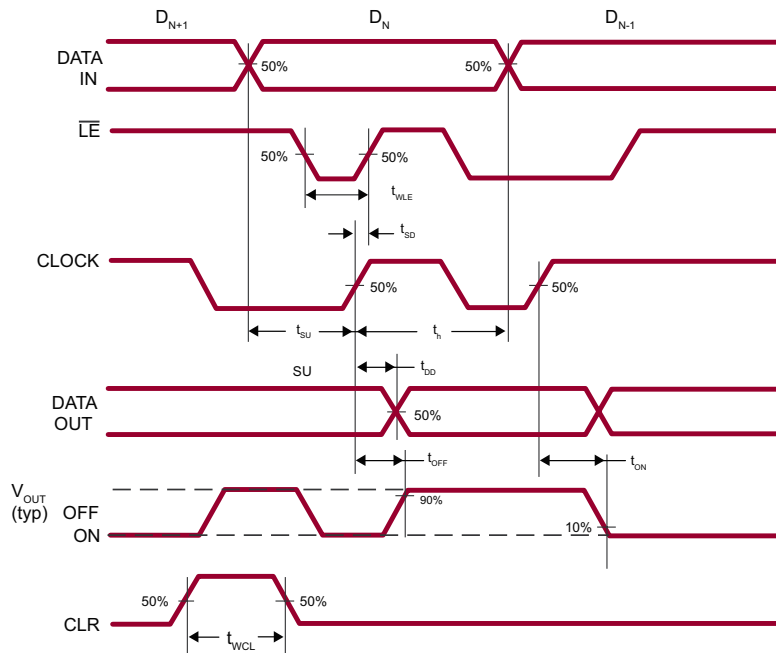 D_N+1 D_N D_N-1
DATA IN 50% 50%
LE 50% 50%
t_WLE
t_SD
CLOCK 50% 50%
t_SU t_h
SU t_DD
DATA OUT 50%
t_OFF t_ON
V_OUT (typ) OFF 90%
ON 10%
50% 50%
CLR t_WCL